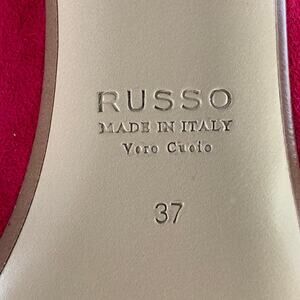 RUSSO
MADE IN ITALY
Vero Cuoio
37